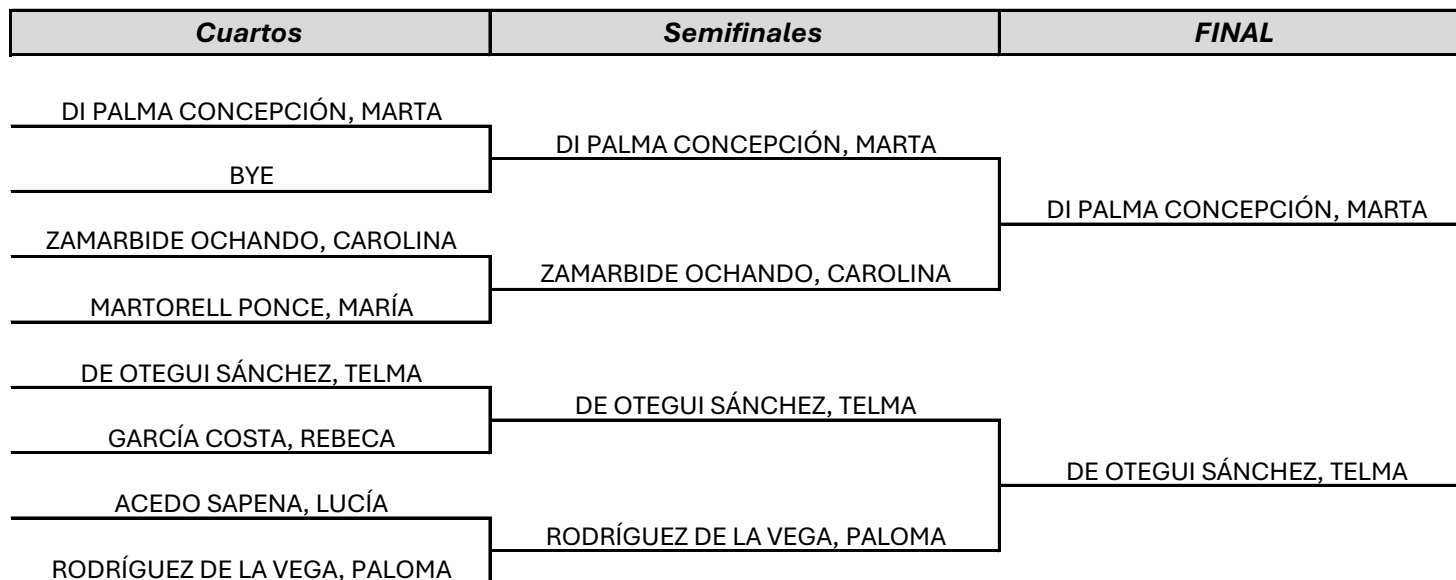 Cuartos
Semifinales
FINAL
DI PALMA CONCEPCIÓN, MARTA
BYE
ZAMARBIDE OCHANDO, CAROLINA
MARTORELL PONCE, MARÍA
DE OTEGUI SÁNCHEZ, TELMA
GARCÍA COSTA, REBECA
ACEDO SAPENA, LUCÍA
RODRÍGUEZ DE LA VEGA, PALOMA
DI PALMA CONCEPCIÓN, MARTA
ZAMARBIDE OCHANDO, CAROLINA
DE OTEGUI SÁNCHEZ, TELMA
RODRÍGUEZ DE LA VEGA, PALOMA
DI PALMA CONCEPCIÓN, MARTA
DE OTEGUI SÁNCHEZ, TELMA